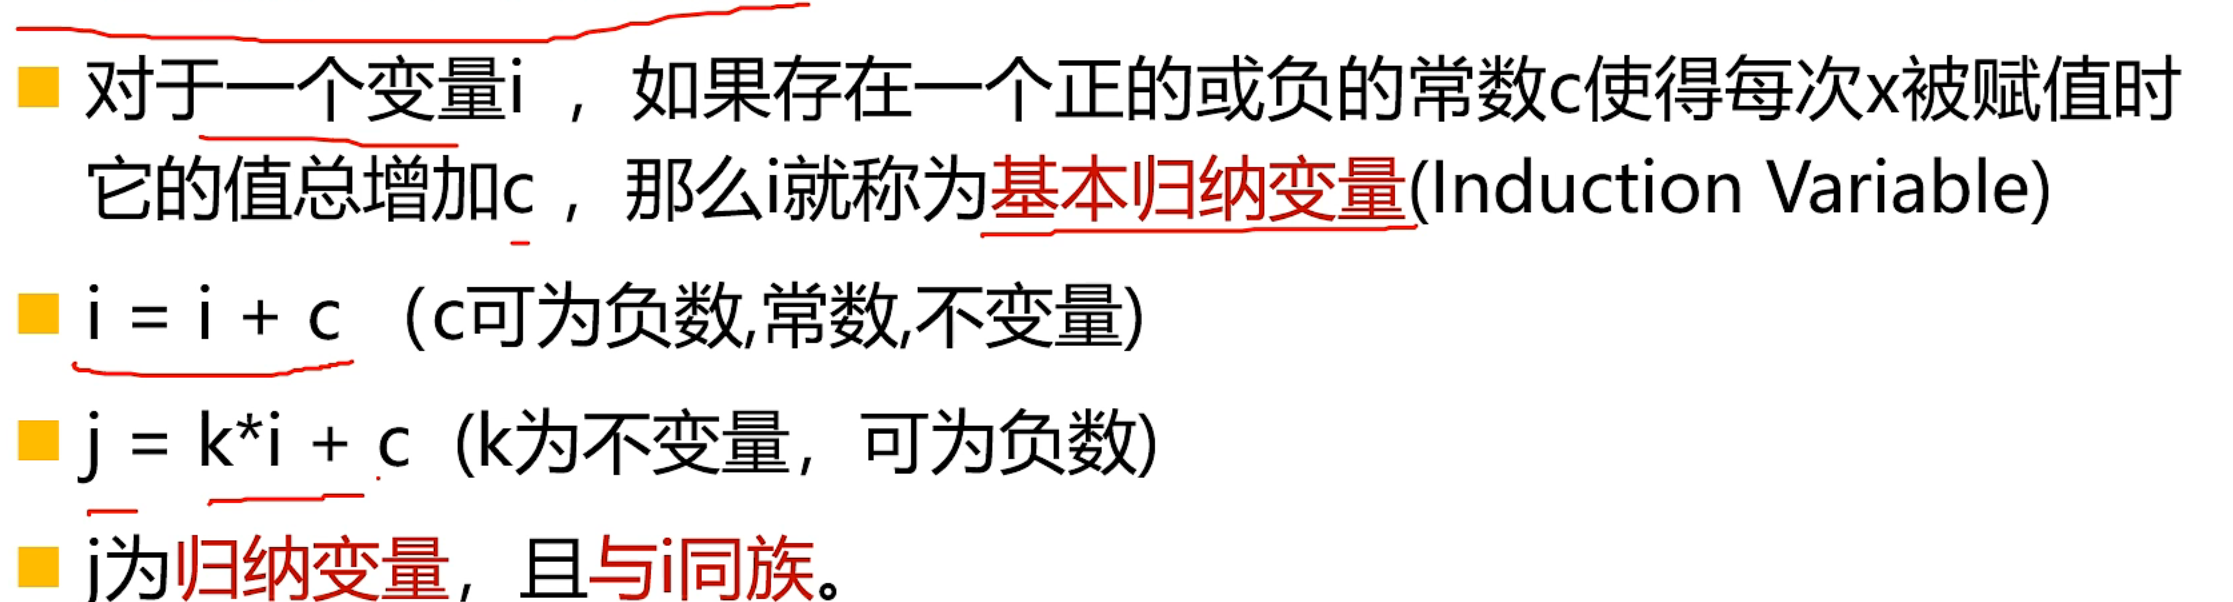 对于一个变量i ，如果存在一个正的或负的常数c使得每次x被赋值时
它的值总增加c ，那么i就称为基本归纳变量(Induction Variable)
i = i + c （c可为负数,常数,不变量)
j = k*i + c (k为不变量，可为负数)
j为归纳变量，且与i同族。